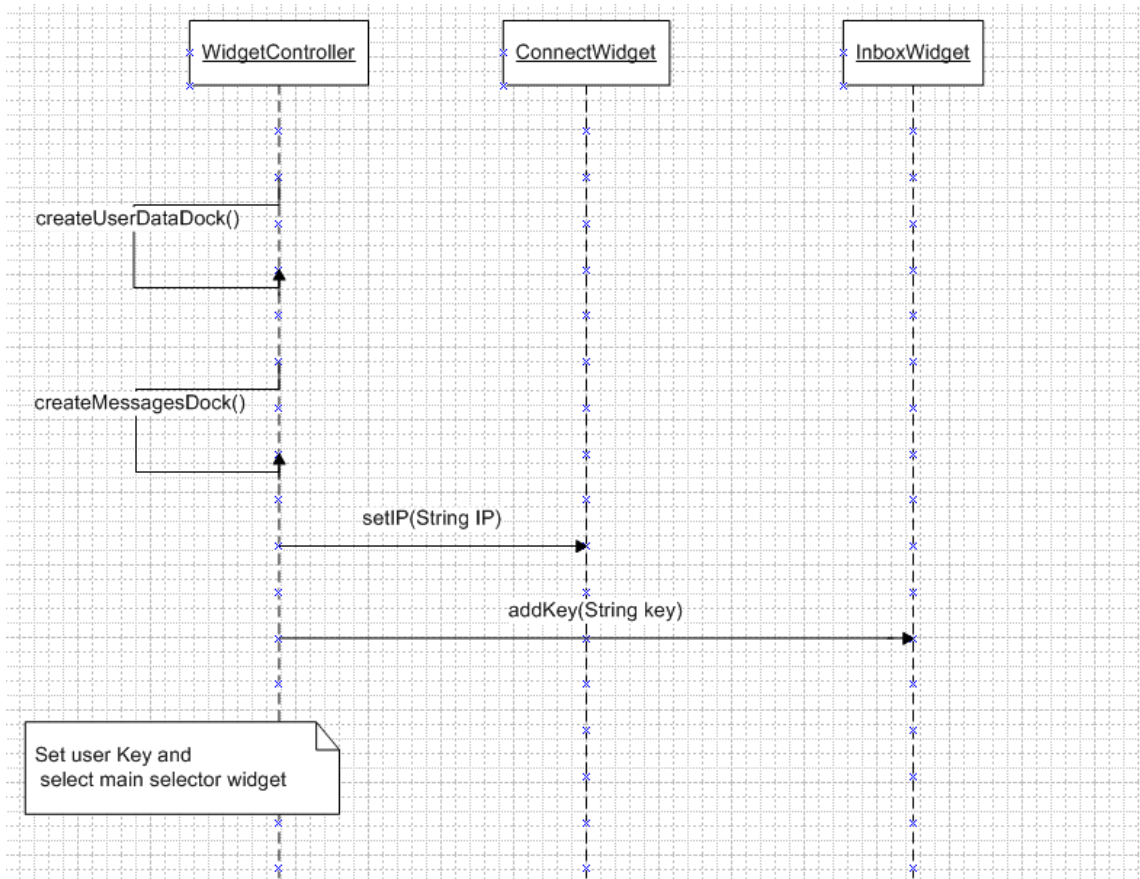 WidgetController
ConnectWidget
InboxWidget
createUserDataDock()
createMessagesDock()
setIP(String IP)
addKey(String key)
Set user Key and
select main selector widget